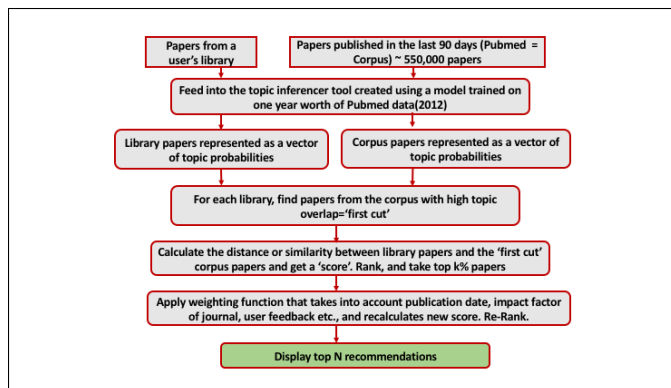 Papers from a
user's library
Papers published in the last 90 days (Pubmed =
Corpus) ~ 550,000 papers
Feed into the topic inferencer tool created using a model trained on
one year worth of Pubmed data(2012)
Library papers represented as a vector
of topic probabilities
Corpus papers represented as a vector of
topic probabilities
For each library, find papers from the corpus with high topic
overlap='first cut'
Calculate the distance or similarity between library papers and the 'first cut'
corpus papers and get a 'score'. Rank, and take top k% papers
Apply weighting function that takes into account publication date, impact factor
of journal, user feedback etc., and recalculates new score. Re-Rank.
Display top N recommendations